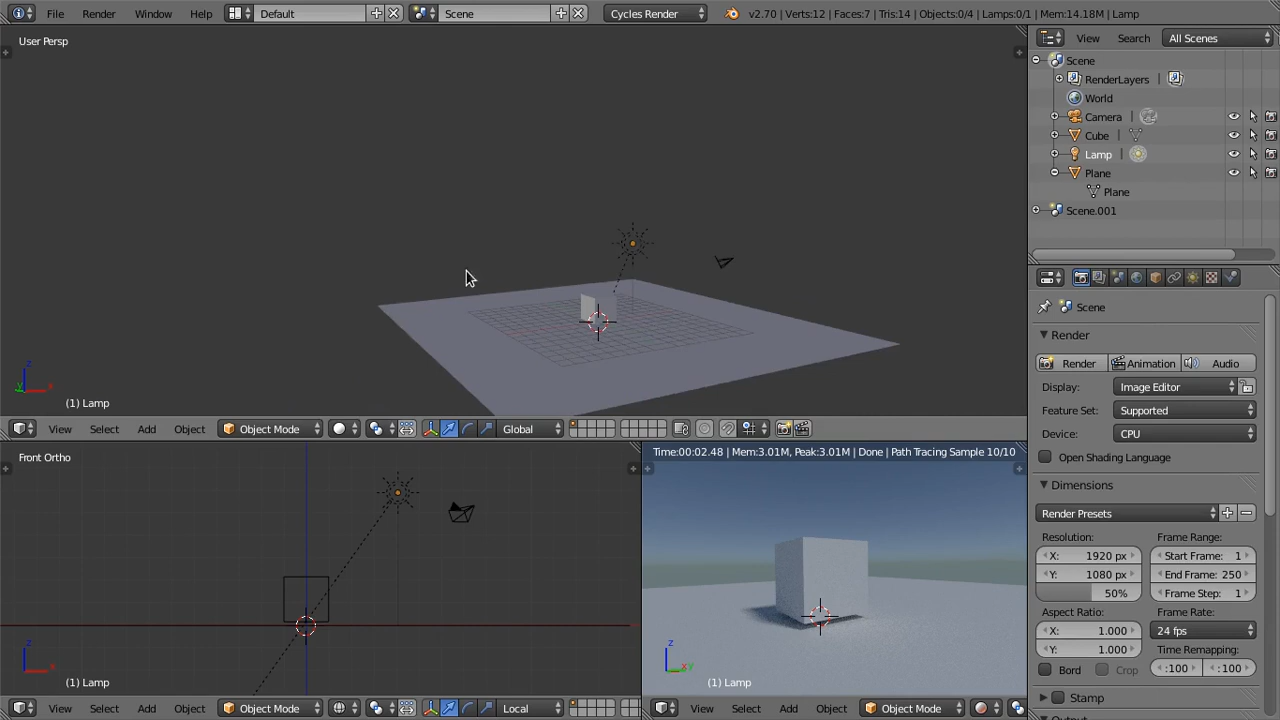 File Render Window Help Default Scene Cycles Render v2.70 | Verts:12 | Faces:7 | Tris:14 | Objects:0/4 | Lamps:0/1 | Mem:14.18M | Lamp
User Persp
z
y x
(1) Lamp
View Select Add Object Object Mode Global
Front Ortho
z
x
(1) Lamp
View Select Add Object Object Mode Local
Time:00:02.48 | Mem:3.01M, Peak:3.01M | Done | Path Tracing Sample 10/10
z
x y
(1) Lamp
View Select Add Object Object Mode
View Search All Scenes
Scene
RenderLayers |
World
Camera |
Cube |
Lamp |
Plane
Plane
Scene.001
Scene
Render
Render Animation Audio
Display: Image Editor
Feature Set: Supported
Device: CPU
Open Shading Language
Dimensions
Render Presets
Resolution: Frame Range:
X: 1920 px Start Frame: 1
Y: 1080 px End Frame: 250
50% Frame Step: 1
Aspect Ratio: Frame Rate:
X: 1.000 24 fps
Y: 1.000 Time Remapping:
Bord Crop :100 :100
Stamp